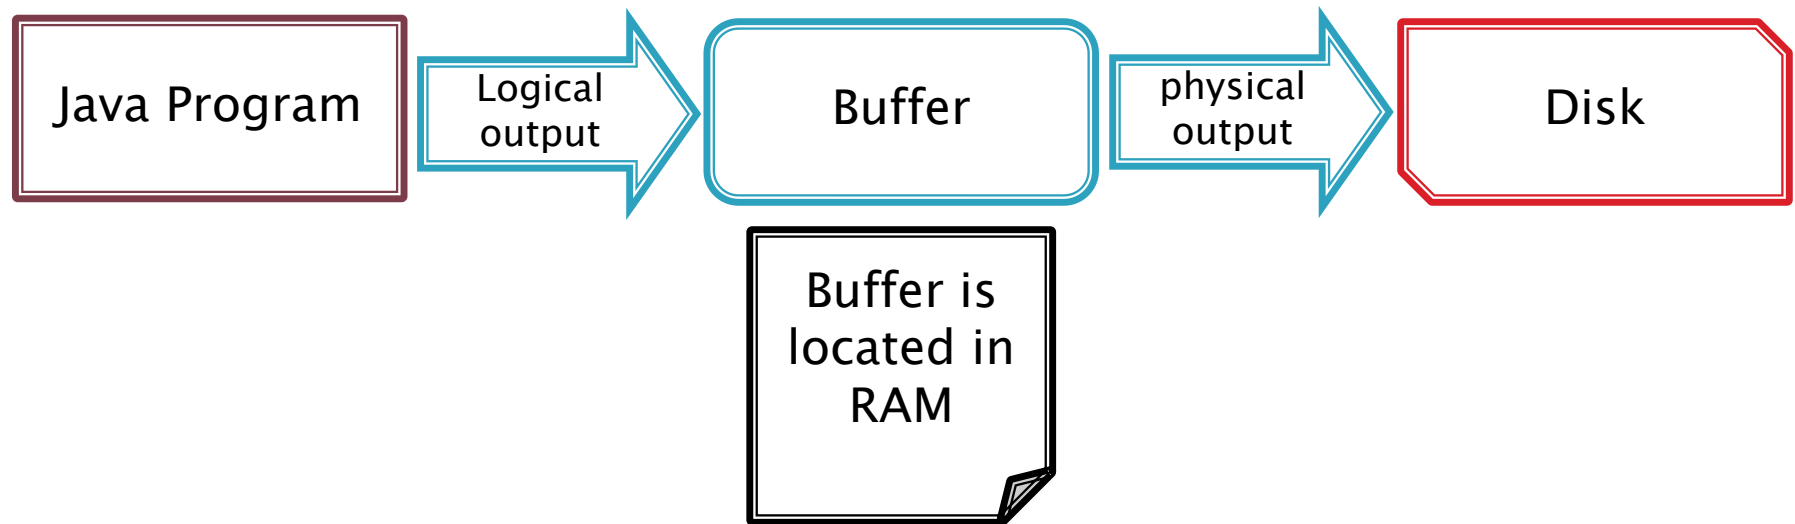 Java Program
Logical
output
Buffer
physical
output
Disk
Buffer is
located in
RAM